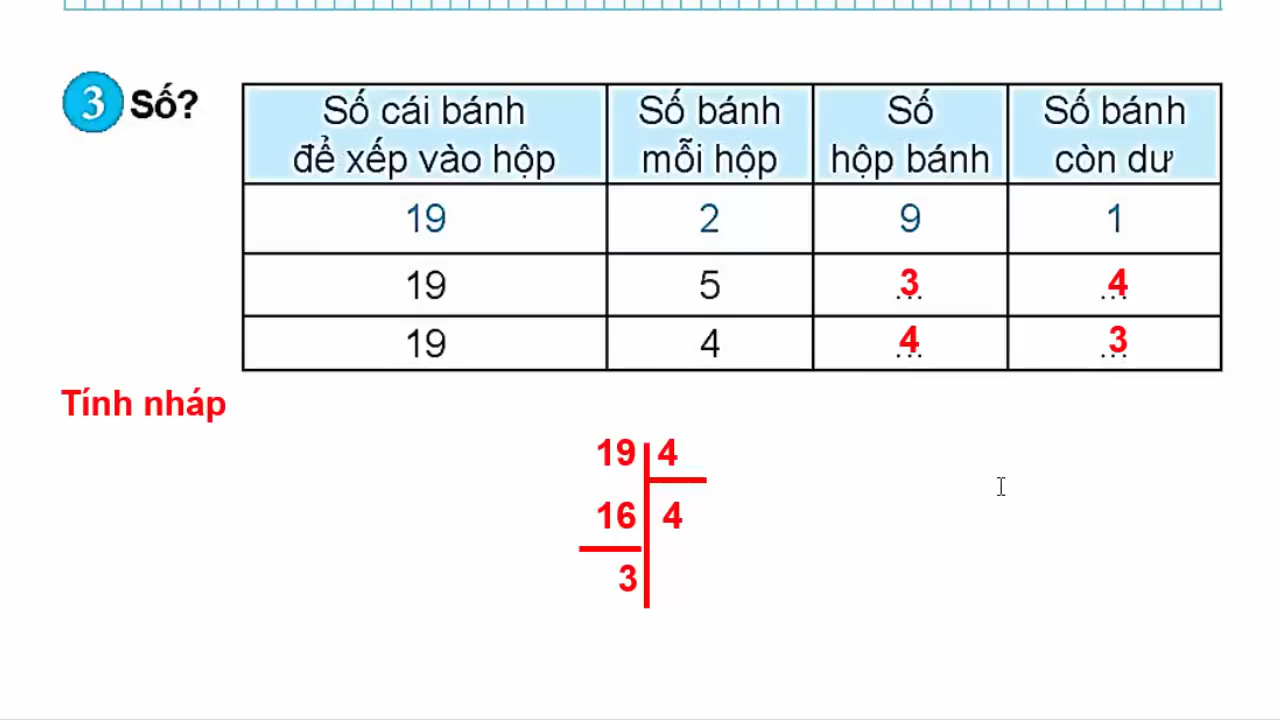 3 Số?
Số cái bánh để xếp vào hộp | Số bánh mỗi hộp | Số hộp bánh | Số bánh còn dư
19 2 9 1
19 5 3 4
19 4 4 3
Tính nháp
19 4
16 4
3